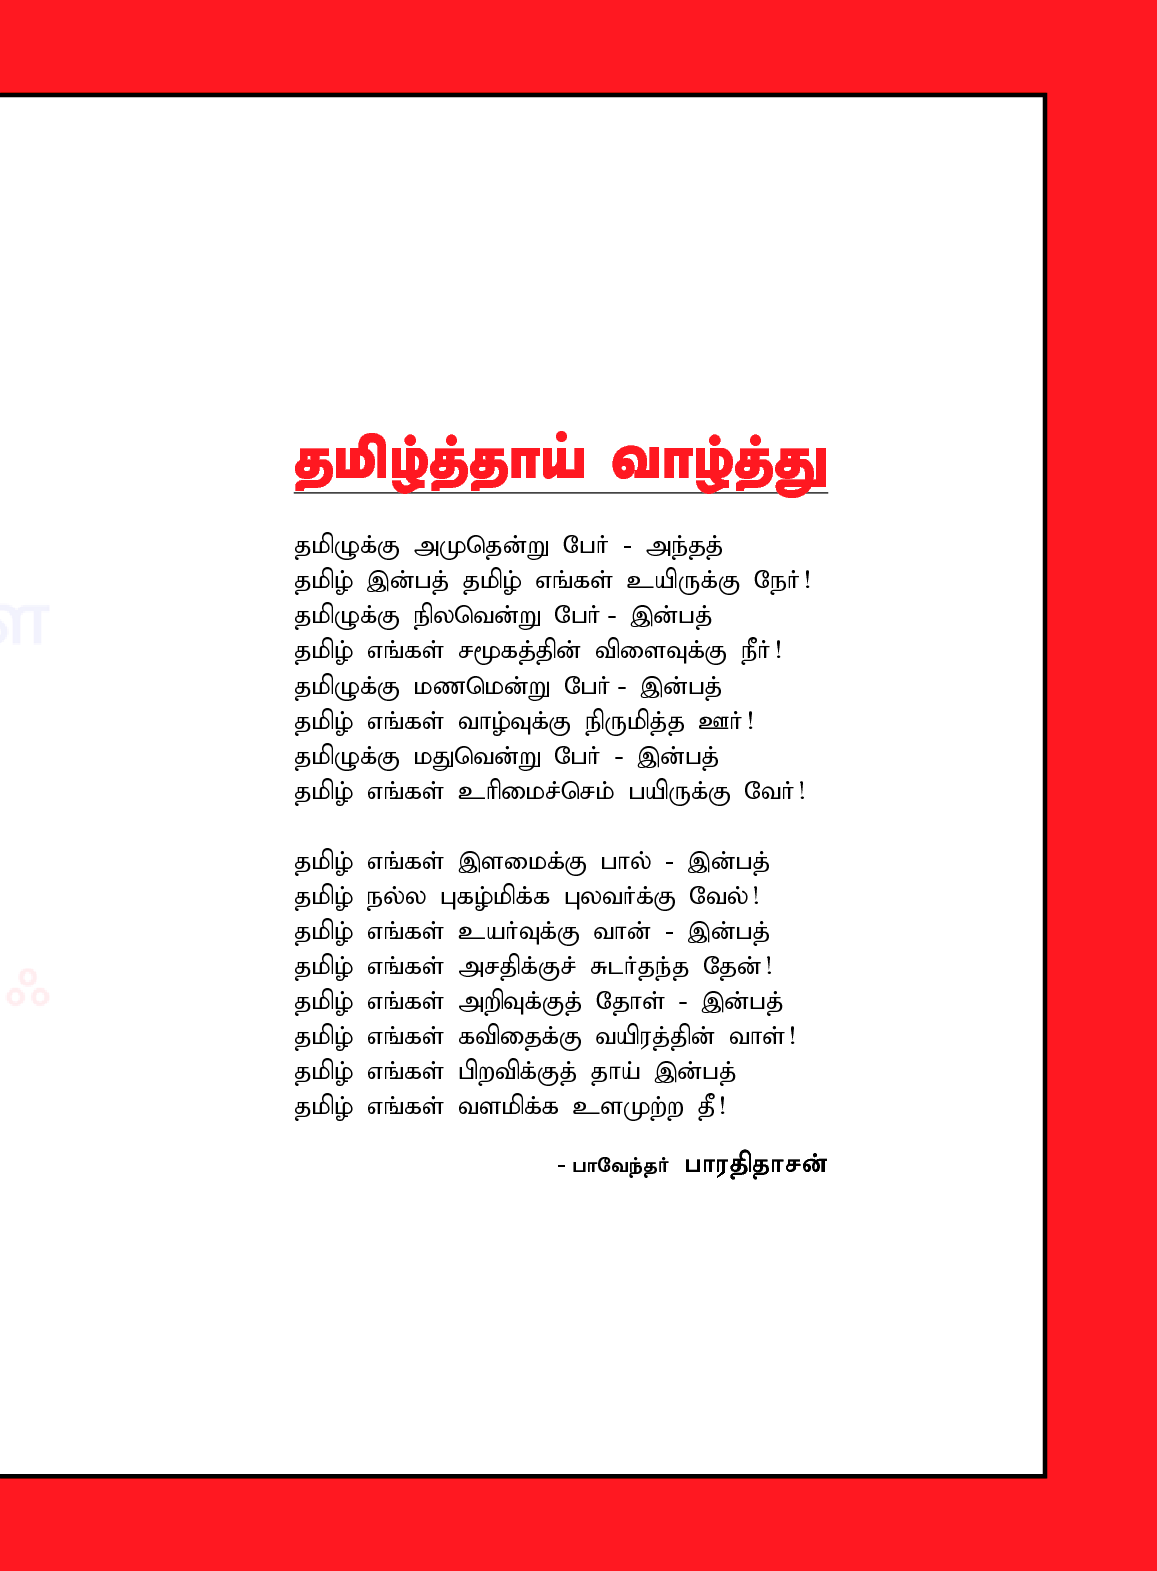 தமிழ்த்தாய் வாழ்த்து
தமிழுக்கு அமுதென்று பேர் - அந்தத்
தமிழ் இன்பத் தமிழ் எங்கள் உயிருக்கு நேர்!
தமிழுக்கு நிலவென்று பேர் - இன்பத்
தமிழ் எங்கள் சமூகத்தின் விளைவுக்கு நீர்!
தமிழுக்கு மணமென்று பேர் - இன்பத்
தமிழ் எங்கள் வாழ்வுக்கு நிருமித்த ஊர்!
தமிழுக்கு மதுவென்று பேர் - இன்பத்
தமிழ் எங்கள் உரிமைச்செம் பயிருக்கு வேர்!
தமிழ் எங்கள் இளமைக்கு பால் - இன்பத்
தமிழ் நல்ல புகழ்மிக்க புலவர்க்கு வேல்!
தமிழ் எங்கள் உயர்வுக்கு வான் - இன்பத்
தமிழ் எங்கள் அசதிக்குச் சுடர்தந்த தேன்!
தமிழ் எங்கள் அறிவுக்குத் தோள் - இன்பத்
தமிழ் எங்கள் கவிதைக்கு வயிரத்தின் வாள்!
தமிழ் எங்கள் பிறவிக்குத் தாய் இன்பத்
தமிழ் எங்கள் வளமிக்க உளமுற்ற தீ!
- பாவேந்தர் பாரதிதாசன்